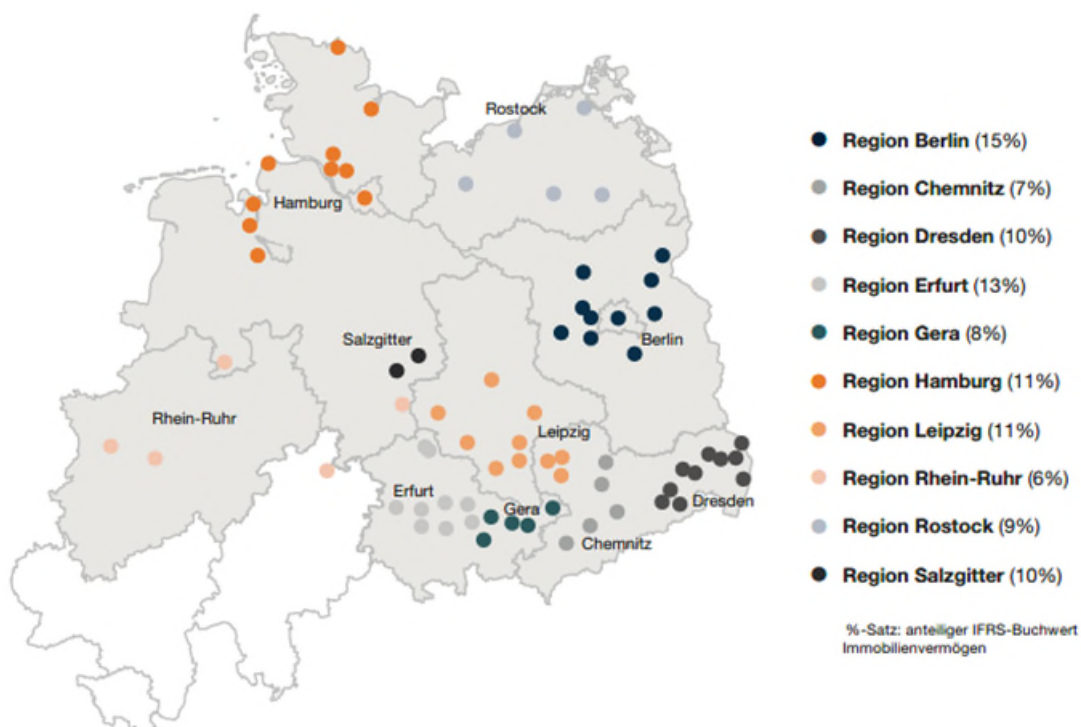 Rostock
Hamburg
Salzgitter
Berlin
Rhein-Ruhr
Leipzig
Erfurt
Gera
Dresden
Chemnitz
Region Berlin (15%)
Region Chemnitz (7%)
Region Dresden (10%)
Region Erfurt (13%)
Region Gera (8%)
Region Hamburg (11%)
Region Leipzig (11%)
Region Rhein-Ruhr (6%)
Region Rostock (9%)
Region Salzgitter (10%)
%-Satz: anteiliger IFRS-Buchwert
Immobilienvermögen